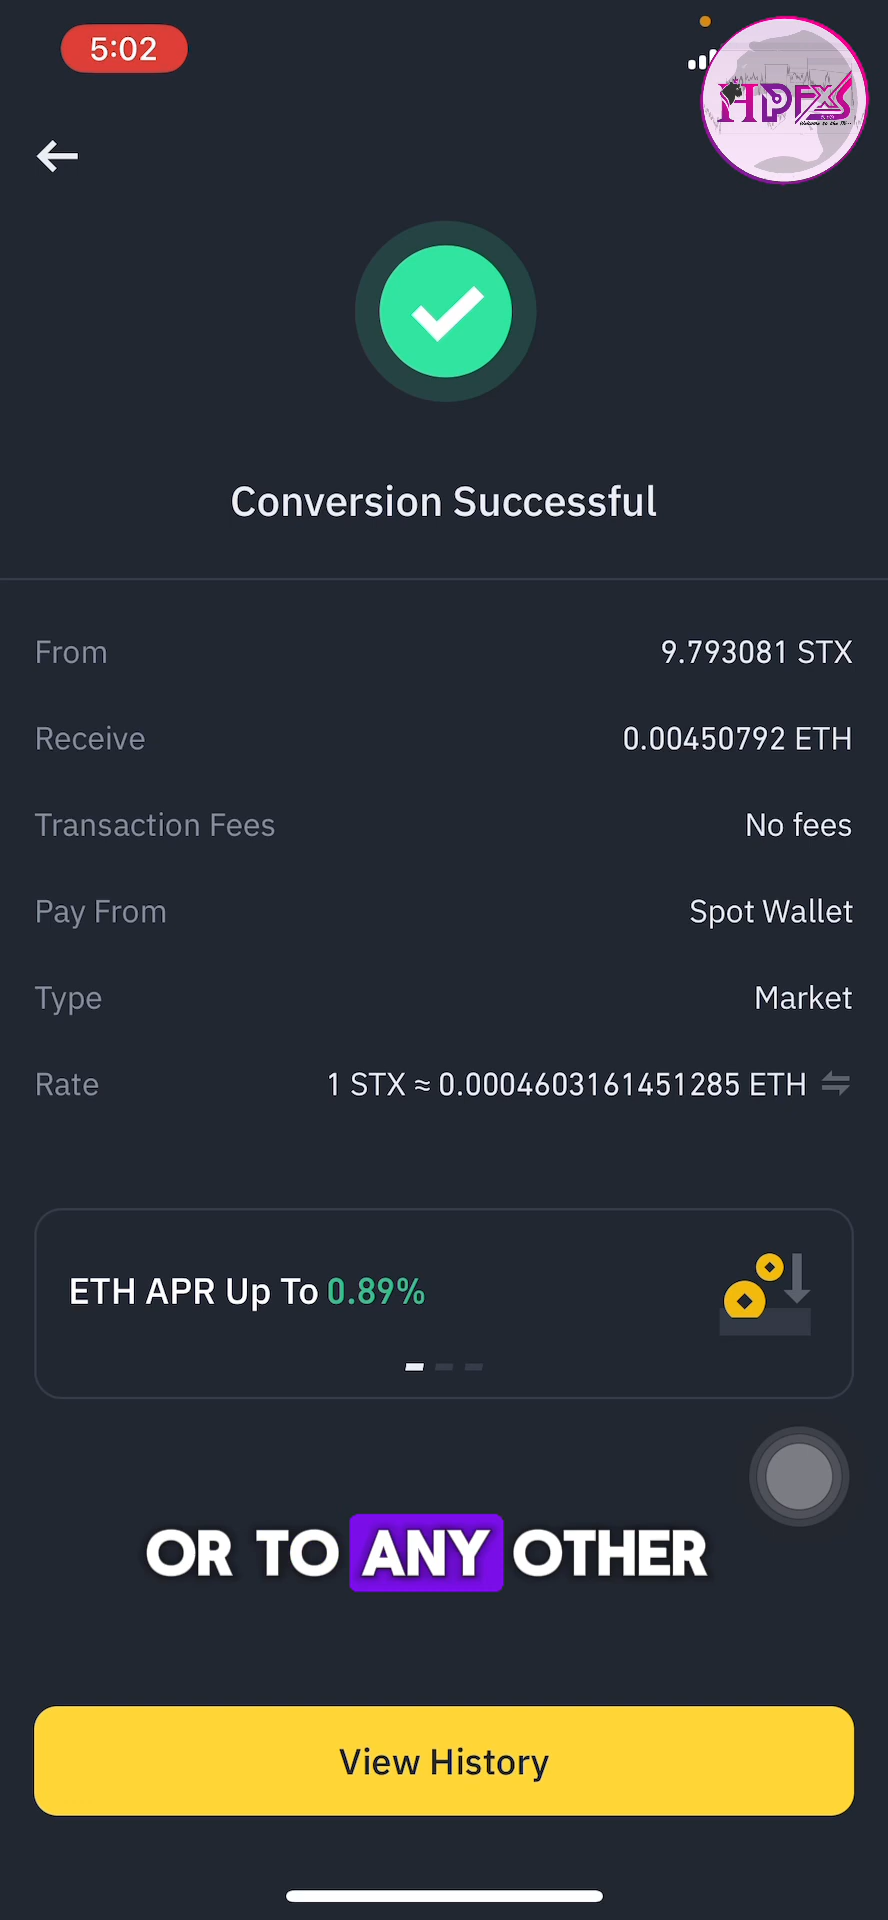 5:02
HPFXS
Conversion Successful
From 9.793081 STX
Receive 0.00450792 ETH
Transaction Fees No fees
Pay From Spot Wallet
Type Market
Rate 1 STX ≈ 0.0004603161451285 ETH
ETH APR Up To 0.89%
OR TO ANY OTHER
View History